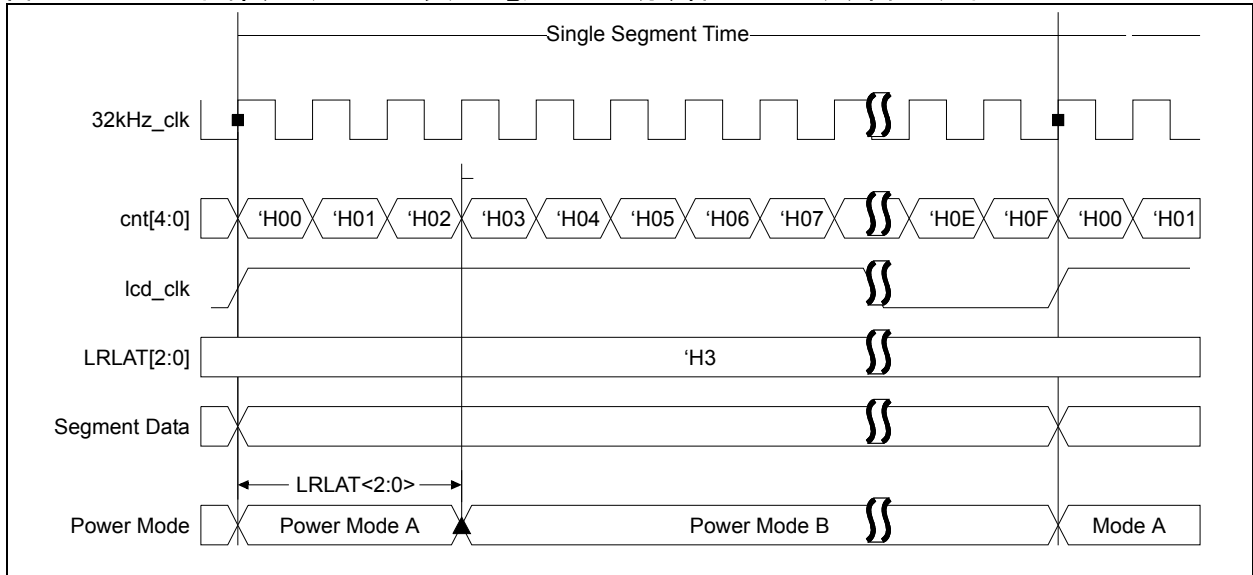 Single Segment Time
32kHz_clk
cnt[4:0] ‘H00 ‘H01 ‘H02 ‘H03 ‘H04 ‘H05 ‘H06 ‘H07 ‘H0E ‘H0F ‘H00 ‘H01
lcd_clk
LRLAT[2:0] ‘H3
Segment Data
LRLAT<2:0>
Power Mode Power Mode A Power Mode B Mode A